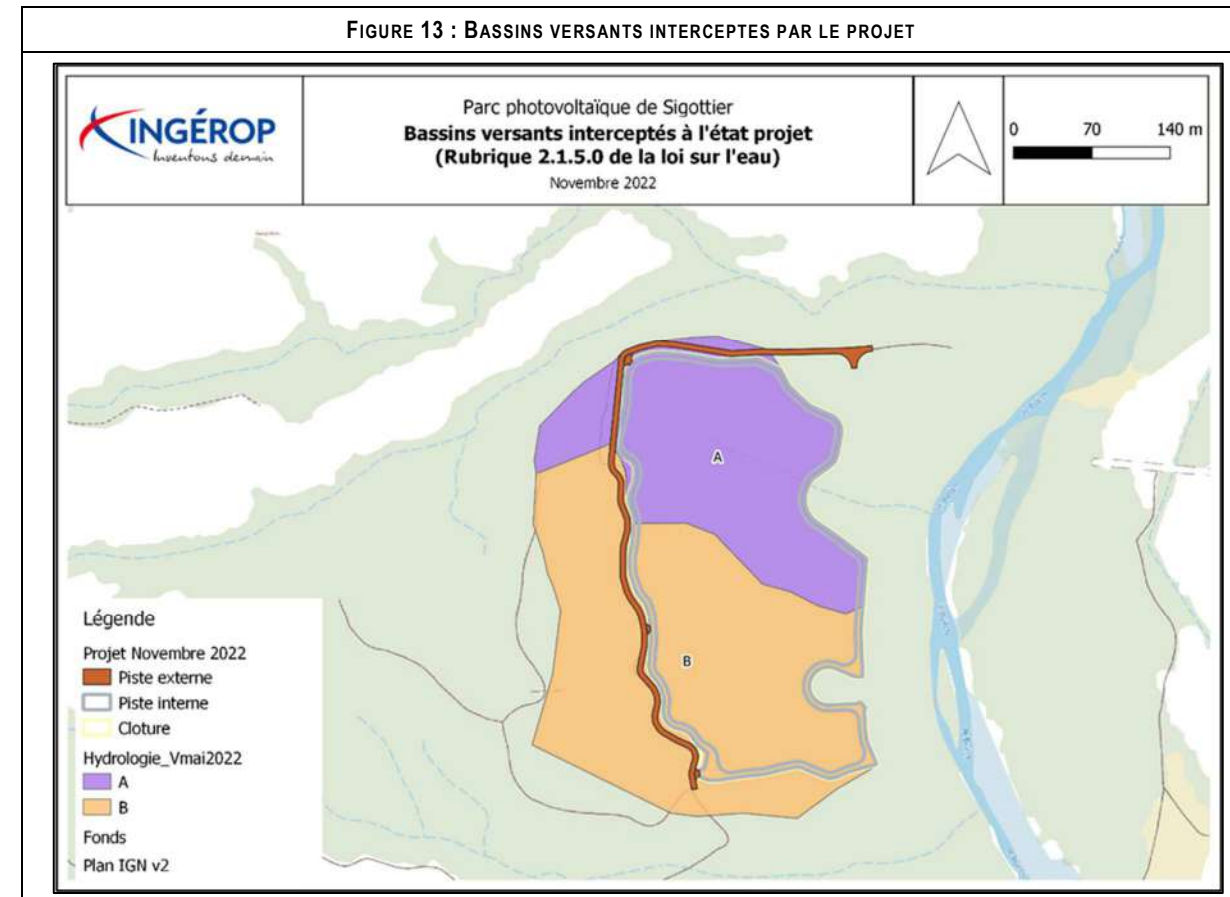 FIGURE 13 : BASSINS VERSANTS INTERCEPTES PAR LE PROJET
INGÉROP
Inventons demain
Parc photovoltaïque de Sigottier
Bassins versants interceptés à l'état projet
(Rubrique 2.1.5.0 de la loi sur l'eau)
Novembre 2022
0 70 140 m
A
B
Légende
Projet Novembre 2022
Piste externe
Piste interne
Cloture
Hydrologie_Vmai2022
A
B
Fonds
Plan IGN v2